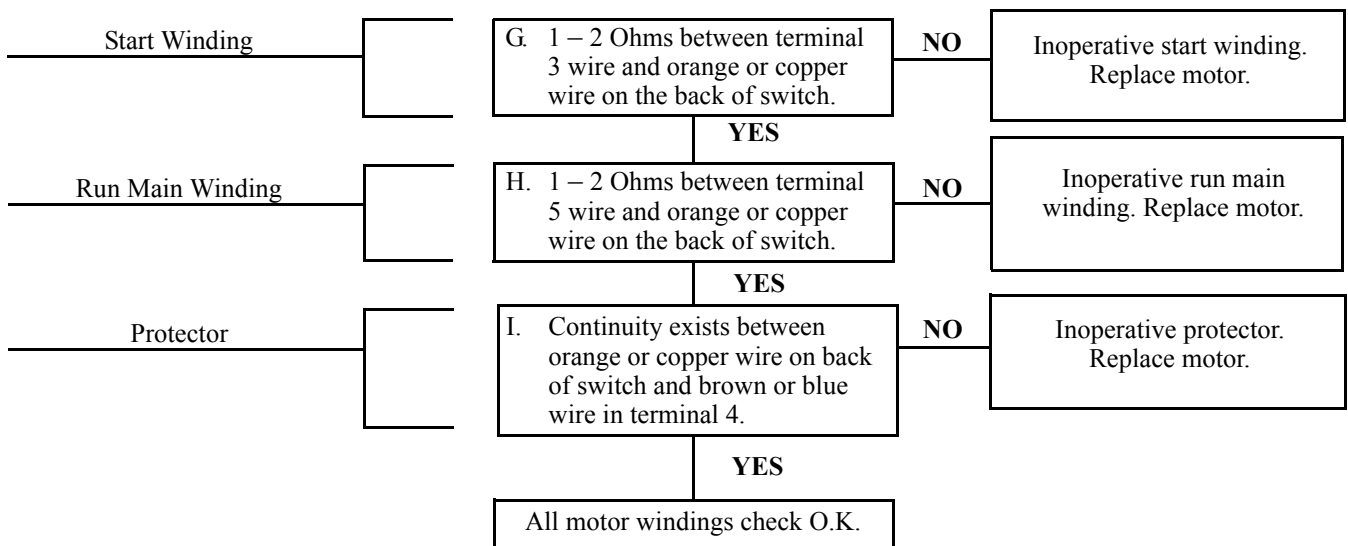 Start Winding
G. 1 – 2 Ohms between terminal
3 wire and orange or copper
wire on the back of switch.
NO
Inoperative start winding.
Replace motor.
YES
Run Main Winding
H. 1 – 2 Ohms between terminal
5 wire and orange or copper
wire on the back of switch.
NO
Inoperative run main
winding. Replace motor.
YES
Protector
I. Continuity exists between
orange or copper wire on back
of switch and brown or blue
wire in terminal 4.
NO
Inoperative protector.
Replace motor.
YES
All motor windings check O.K.